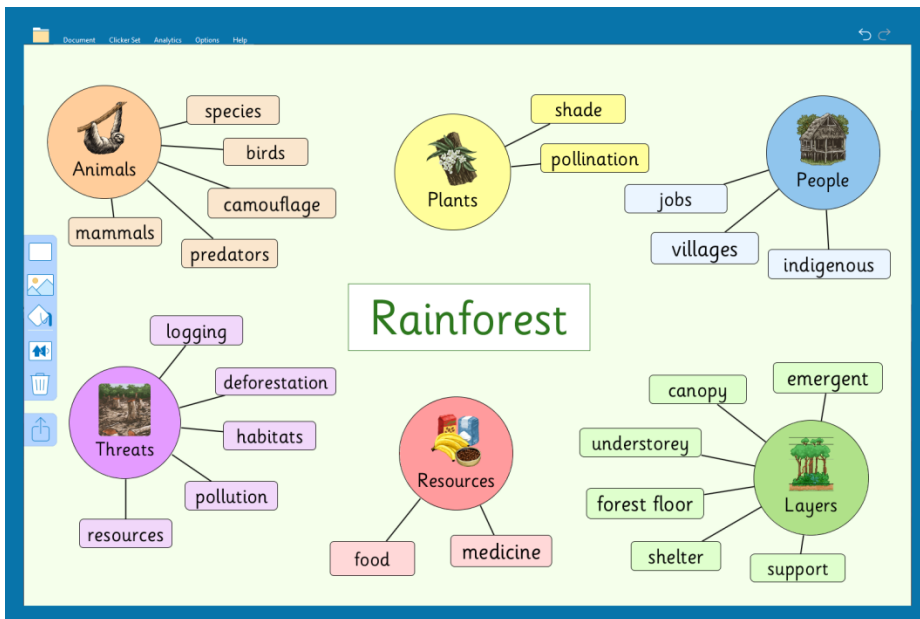 Document Clicker Set Analytics Options Help
Animals
species
birds
camouflage
predators
mammals
Plants
shade
pollination
People
jobs
villages
indigenous
Rainforest
Threats
logging
deforestation
habitats
pollution
resources
Resources
food
medicine
Layers
emergent
canopy
understorey
forest floor
shelter
support